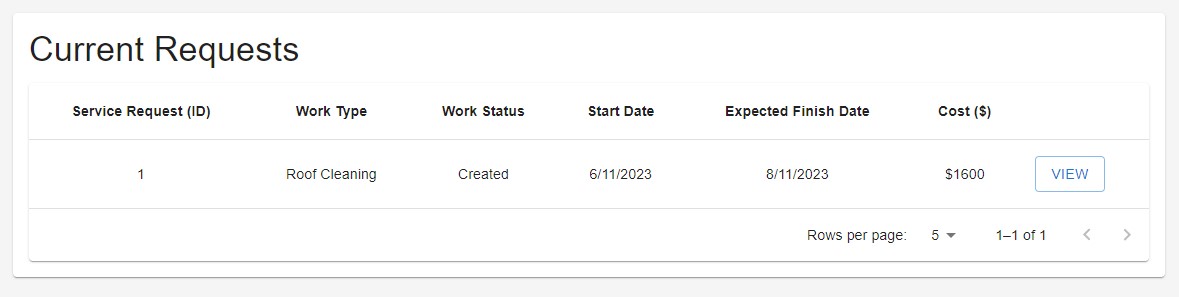 Current Requests
Service Request (ID) Work Type Work Status Start Date Expected Finish Date Cost ($)
1 Roof Cleaning Created 6/11/2023 8/11/2023 $1600 VIEW
Rows per page: 5 1–1 of 1